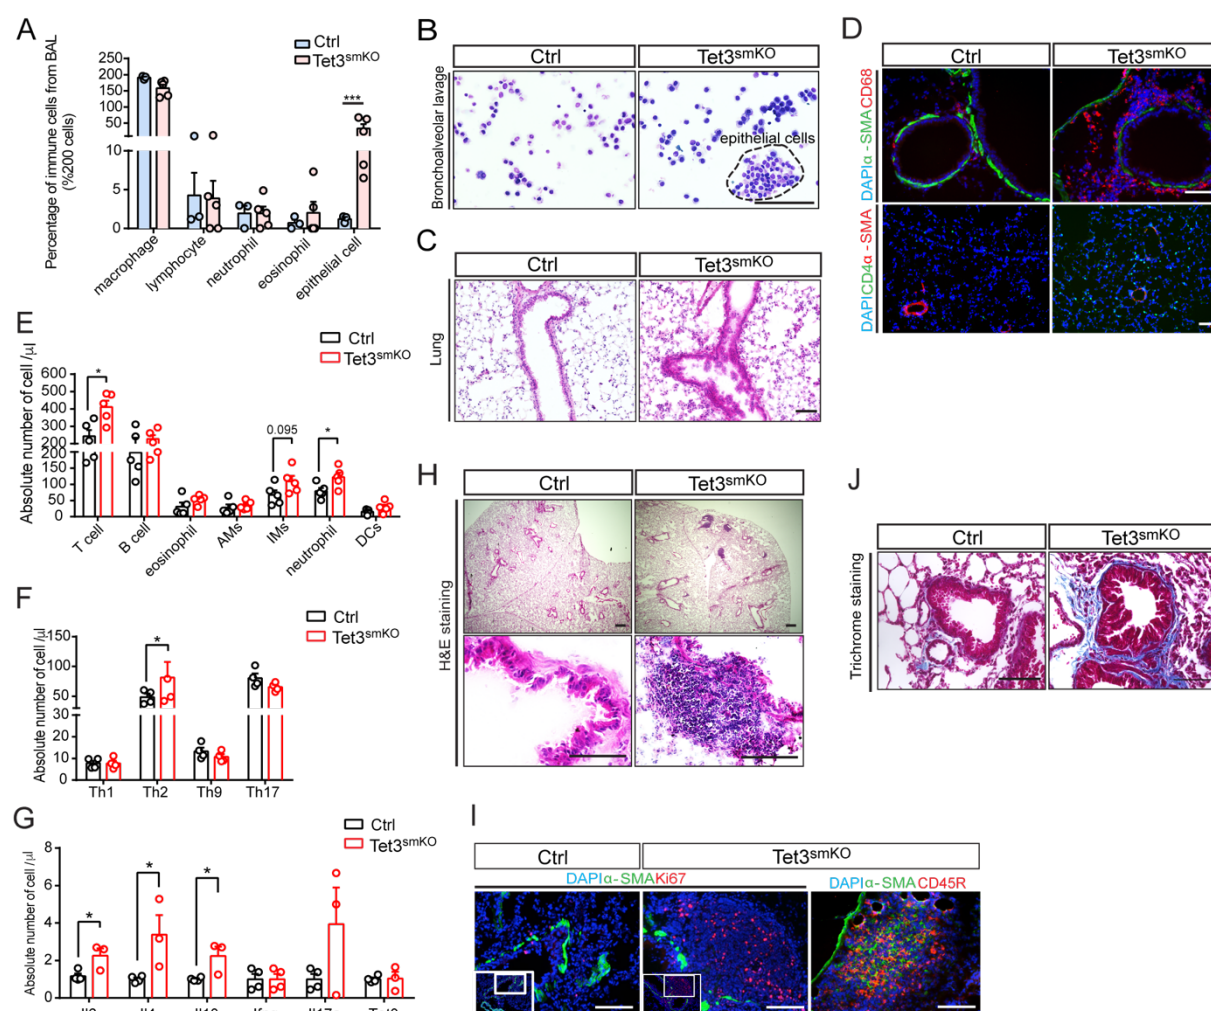 A
Ctrl
Tet3smKO
Percentage of immune cells from BAL
(%200 cells)
250
200
150
100
50
10
5
0
***
macrophage
lymphocyte
neutrophil
eosinophil
epithelial cell
B
Ctrl
Tet3smKO
Bronchoalveolar lavage
epithelial cells
C
Ctrl
Tet3smKO
Lung
D
Ctrl
Tet3smKO
DAPIα-SMACD68
DAPICD4α-SMA
E
Ctrl
Tet3smKO
Absolute number of cell /μl
600
500
400
300
200
200
150
100
50
0
*
0.095
*
T cell
B cell
eosinophil
AMs
IMs
neutrophil
DCs
F
Ctrl
Tet3smKO
Absolute number of cell /μl
150
100
50
30
20
10
0
*
Th1
Th2
Th9
Th17
G
Ctrl
Tet3smKO
Absolute number of cell /μl
8
6
4
2
0
*
*
*
H
Ctrl
Tet3smKO
H&E staining
I
Ctrl
Tet3smKO
DAPIα-SMAKi67
DAPIα-SMACD45R
J
Ctrl
Tet3smKO
Trichrome staining